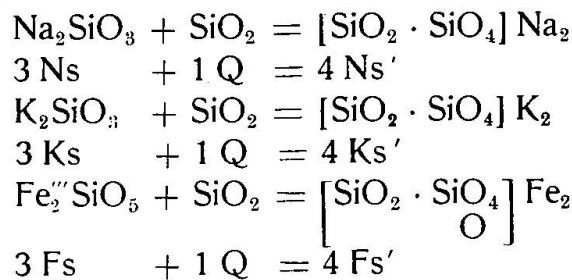 Na₂SiO₃ + SiO₂ = [SiO₂ · SiO₄] Na₂
3 Ns + 1 Q = 4 Ns′
K₂SiO₃ + SiO₂ = [SiO₂ · SiO₄] K₂
3 Ks + 1 Q = 4 Ks′
Fe₂‴SiO₅ + SiO₂ = [SiO₂ · SiO₄ O] Fe₂
3 Fs + 1 Q = 4 Fs′